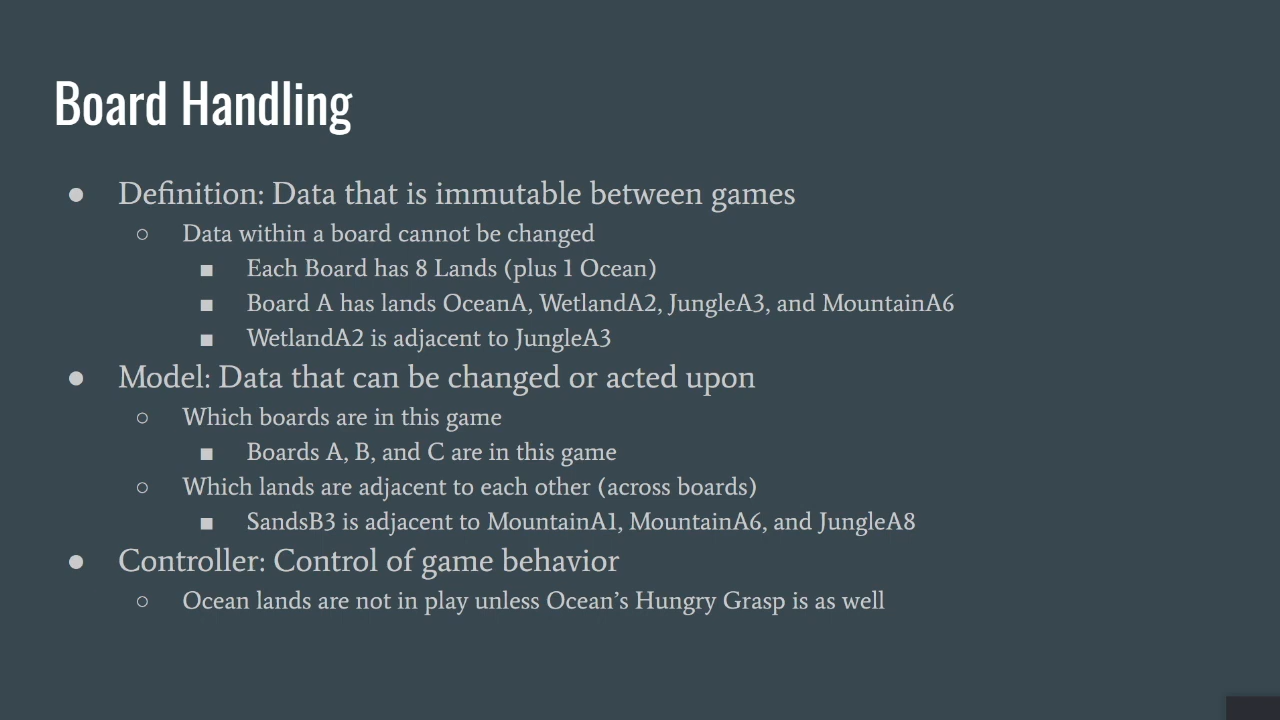 Board Handling
● Definition: Data that is immutable between games
○ Data within a board cannot be changed
■ Each Board has 8 Lands (plus 1 Ocean)
■ Board A has lands OceanA, WetlandA2, JungleA3, and MountainA6
■ WetlandA2 is adjacent to JungleA3
● Model: Data that can be changed or acted upon
○ Which boards are in this game
■ Boards A, B, and C are in this game
○ Which lands are adjacent to each other (across boards)
■ SandsB3 is adjacent to MountainA1, MountainA6, and JungleA8
● Controller: Control of game behavior
○ Ocean lands are not in play unless Ocean’s Hungry Grasp is as well